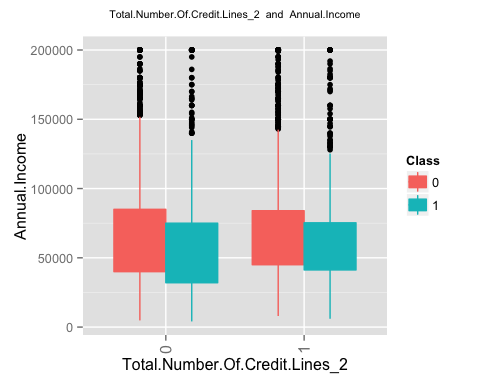 Total.Number.Of.Credit.Lines_2 and Annual.Income
200000
150000
100000
50000
0
Annual.Income
0
1
Total.Number.Of.Credit.Lines_2
Class
0
1